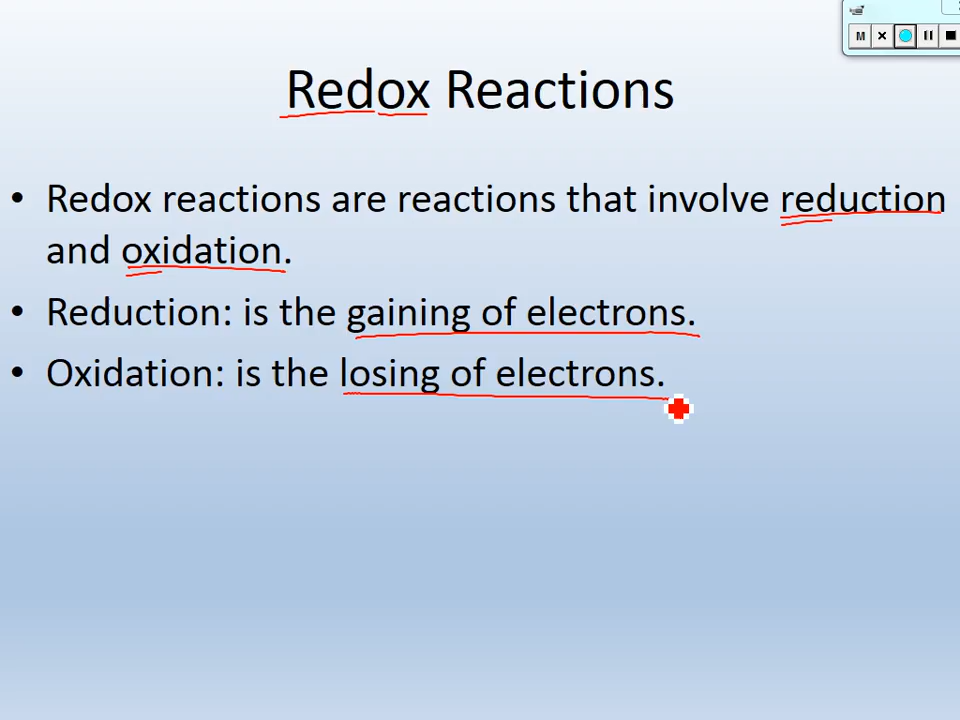 M
Redox Reactions
• Redox reactions are reactions that involve reduction
and oxidation.
• Reduction: is the gaining of electrons.
• Oxidation: is the losing of electrons.